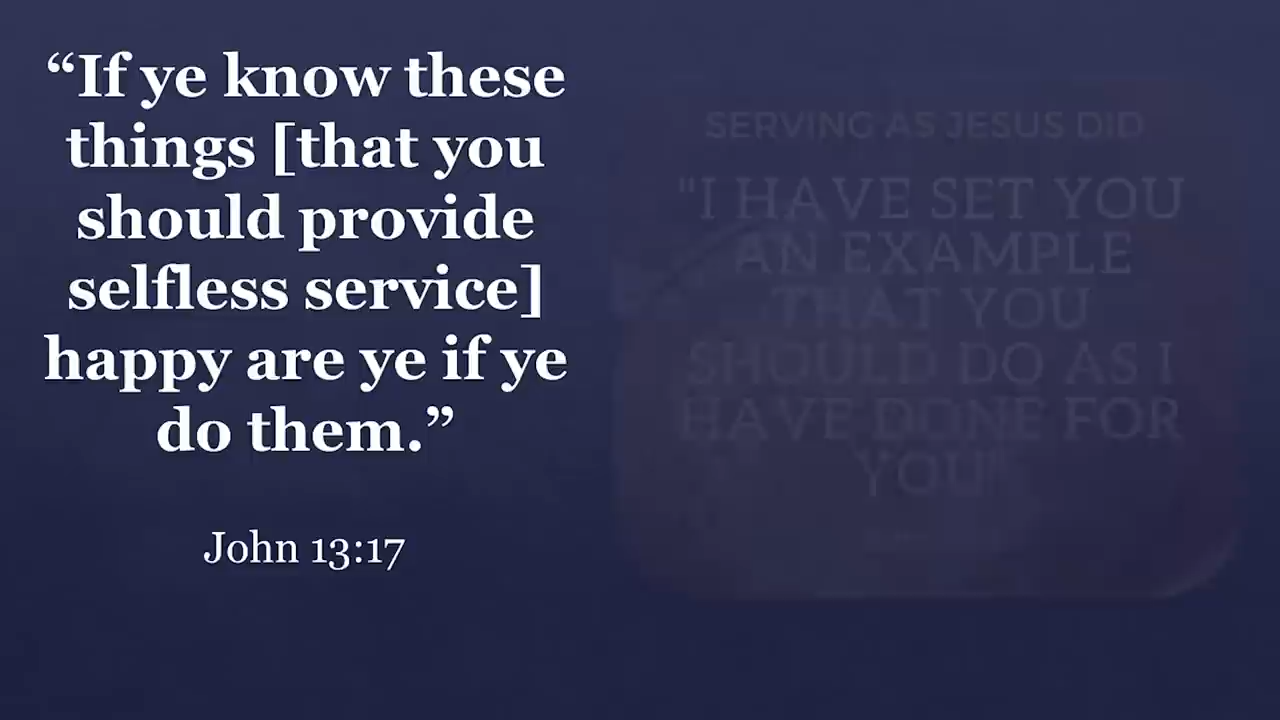 “If ye know these
things [that you
should provide
selfless service]
happy are ye if ye
do them.”
John 13:17
SERVING AS JESUS DID
"I HAVE SET YOU
AN EXAMPLE
THAT YOU
SHOULD DO AS I
HAVE DONE FOR
YOU"